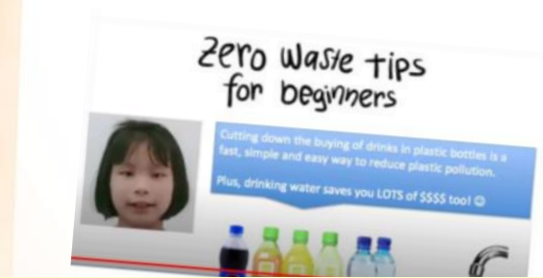 Zero Waste tips
for beginners
Cutting down the buying of drinks in plastic bottles is a
fast, simple and easy way to reduce plastic pollution.
Plus, drinking water saves you LOTS of $$$$ too! ☺